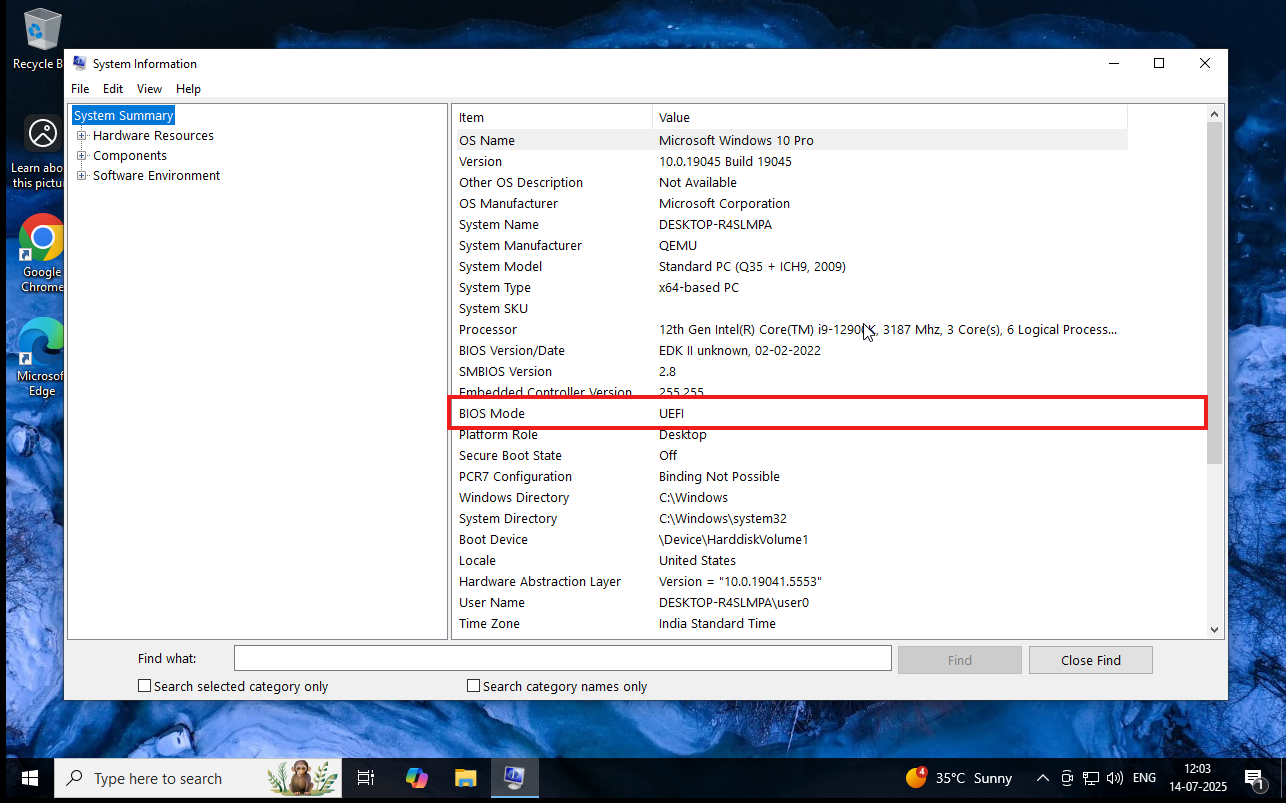 Recycle B
Learn abo
this pictu
Google
Chrome
Microsof
Edge
System Information
File Edit View Help
System Summary
Hardware Resources
Components
Software Environment
Item Value
OS Name Microsoft Windows 10 Pro
Version 10.0.19045 Build 19045
Other OS Description Not Available
OS Manufacturer Microsoft Corporation
System Name DESKTOP-R4SLMPA
System Manufacturer QEMU
System Model Standard PC (Q35 + ICH9, 2009)
System Type x64-based PC
System SKU
Processor 12th Gen Intel(R) Core(TM) i9-12900K, 3187 Mhz, 3 Core(s), 6 Logical Process...
BIOS Version/Date EDK II unknown, 02-02-2022
SMBIOS Version 2.8
Embedded Controller Version 255.255
BIOS Mode UEFI
Platform Role Desktop
Secure Boot State Off
PCR7 Configuration Binding Not Possible
Windows Directory C:\Windows
System Directory C:\Windows\system32
Boot Device \Device\HarddiskVolume1
Locale United States
Hardware Abstraction Layer Version = "10.0.19041.5553"
User Name DESKTOP-R4SLMPA\user0
Time Zone India Standard Time
Find what: Find Close Find
Search selected category only Search category names only
Type here to search 4 35°C Sunny ENG 12:03
14-07-2025 1